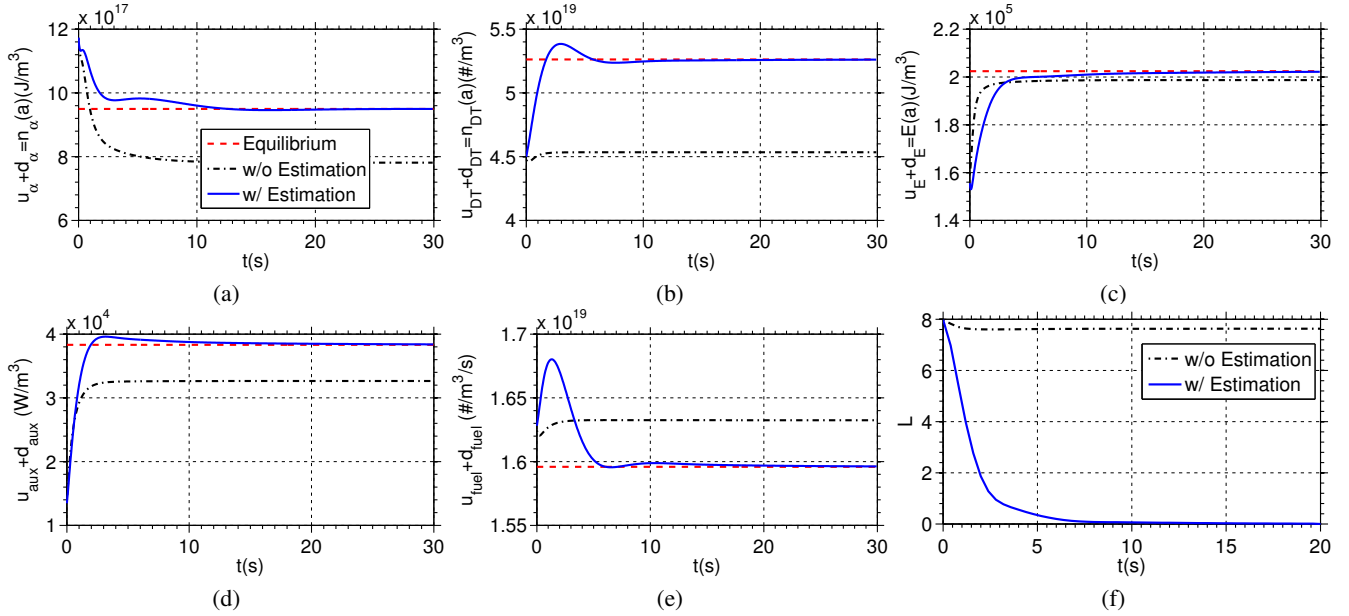 x 10^17
12
10
8
6
u_α+d_α=n_α(a)(J/m^3)
Equilibrium
w/o Estimation
w/ Estimation
0 10 20 30
t(s)
(a)
x 10^19
5.5
5
4.5
4
u_DT+d_DT=n_DT(a)(#/m^3)
0 10 20 30
t(s)
(b)
x 10^5
2.2
2
1.8
1.6
1.4
u_E+d_E=E(a)(J/m^3)
0 10 20 30
t(s)
(c)
x 10^4
4
3
2
1
u_aux+d_aux (W/m^3)
0 10 20 30
t(s)
(d)
x 10^19
1.7
1.65
1.6
1.55
u_fuel+d_fuel (#/m^3/s)
0 10 20 30
t(s)
(e)
8
6
4
2
0
L
w/o Estimation
w/ Estimation
0 5 10 15 20
t(s)
(f)